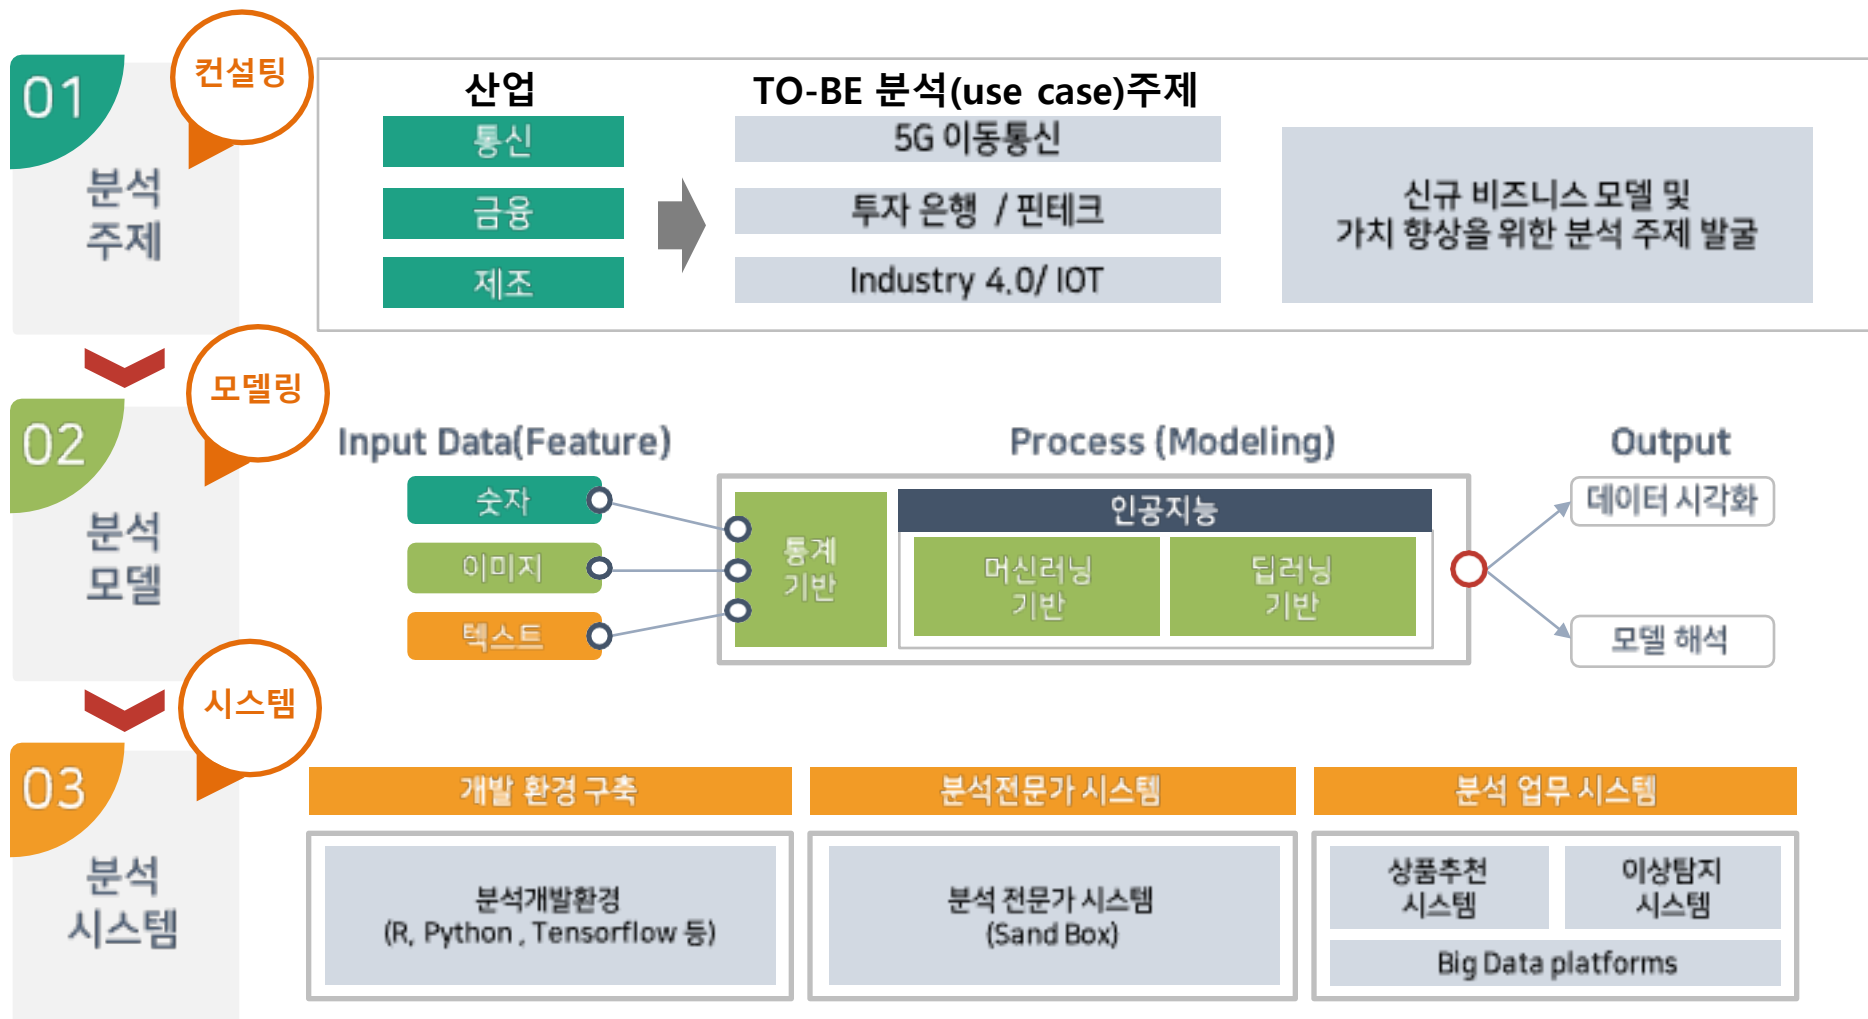 01
컨설팅
분석
주제
산업
TO-BE 분석(use case)주제
통신
5G 이동통신
금융
투자 은행 / 핀테크
제조
Industry 4.0/ IOT
신규 비즈니스 모델 및
가치 향상을 위한 분석 주제 발굴
02
모델링
분석
모델
Input Data(Feature)
Process (Modeling)
Output
숫자
이미지
텍스트
통계
기반
인공지능
머신러닝
기반
딥러닝
기반
데이터 시각화
모델 해석
03
시스템
분석
시스템
개발 환경 구축
분석개발환경
(R, Python , Tensorflow 등)
분석전문가 시스템
분석 전문가 시스템
(Sand Box)
분석 업무 시스템
상품추천
시스템
이상탐지
시스템
Big Data platforms